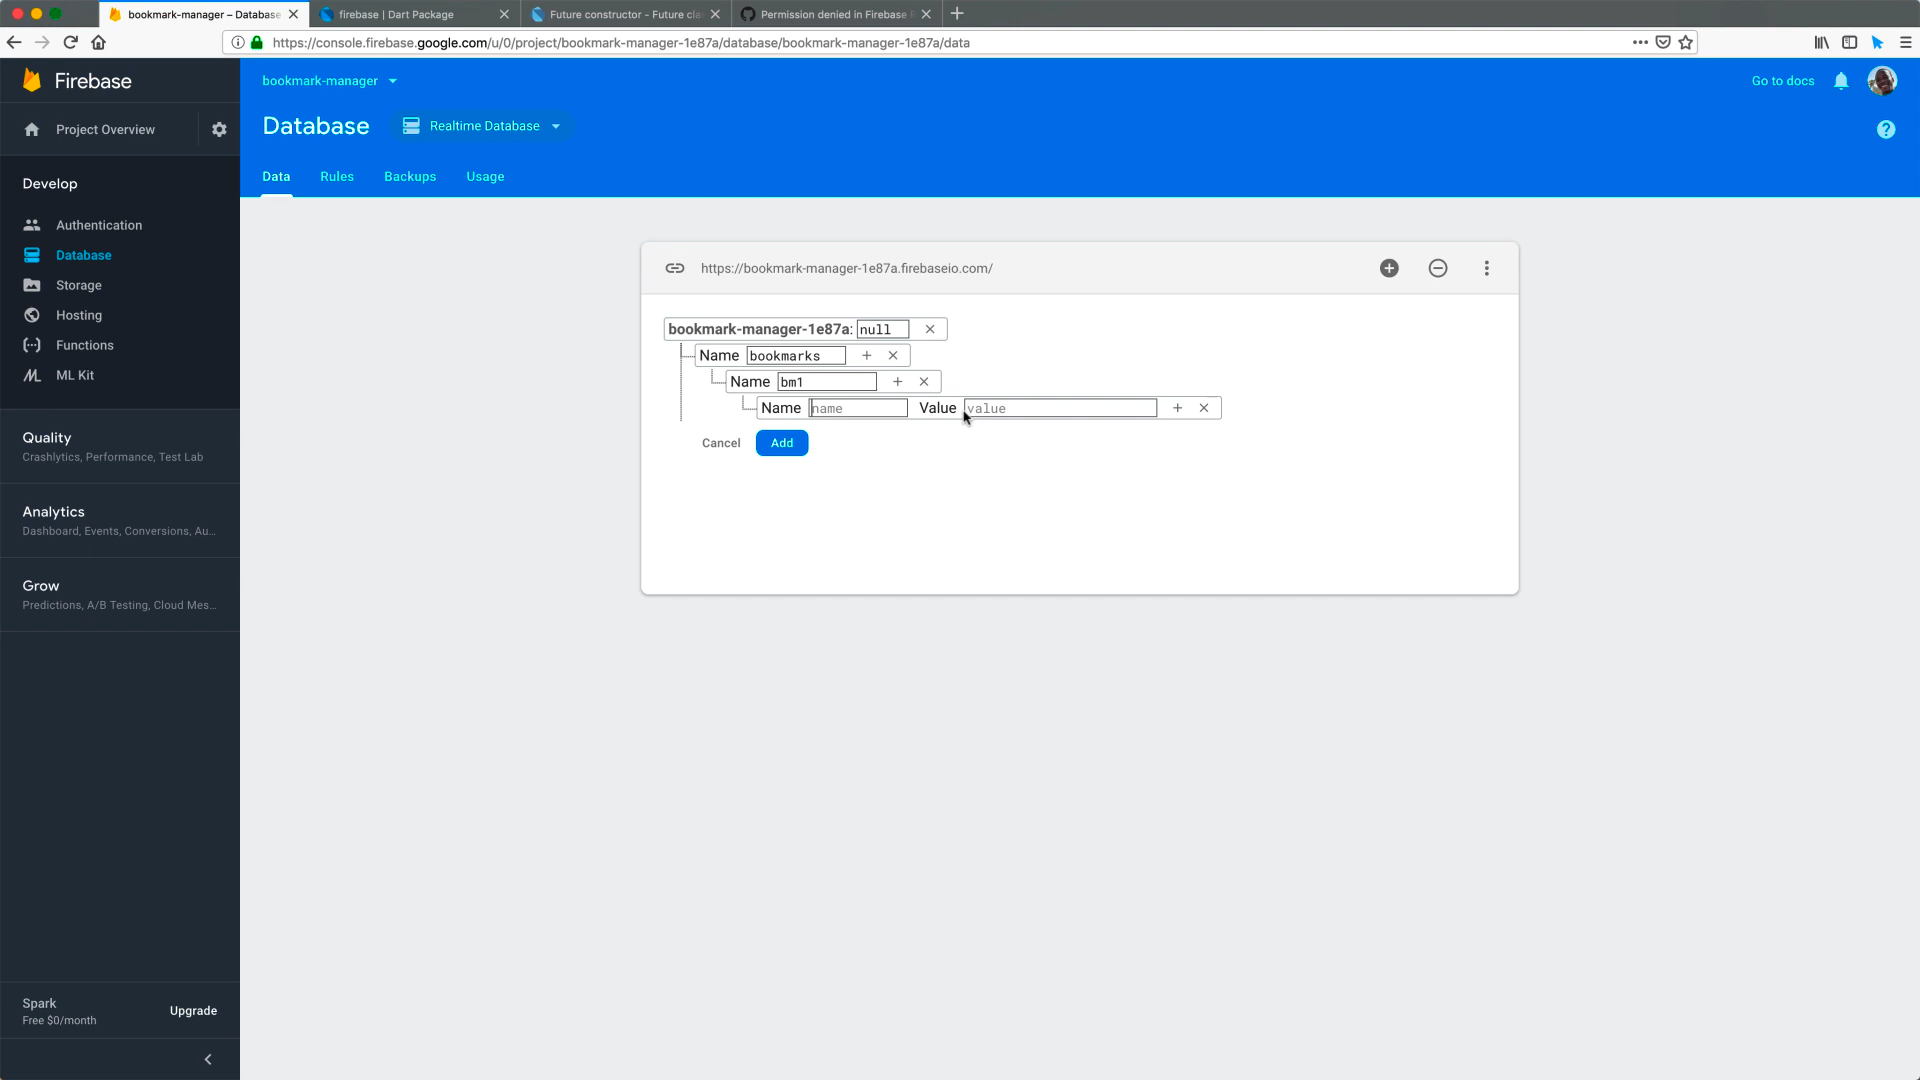 bookmark-manager – Database
firebase | Dart Package
Future constructor - Future cla
Permission denied in Firebase
https://console.firebase.google.com/u/0/project/bookmark-manager-1e87a/database/bookmark-manager-1e87a/data
Firebase
bookmark-manager
Go to docs
Project Overview
Database
Realtime Database
Data
Rules
Backups
Usage
Develop
Authentication
Database
Storage
Hosting
Functions
ML Kit
https://bookmark-manager-1e87a.firebaseio.com/
bookmark-manager-1e87a: null
Name bookmarks
Name bm1
Name name Value value
Cancel Add
Quality
Crashlytics, Performance, Test Lab
Analytics
Dashboard, Events, Conversions, Au...
Grow
Predictions, A/B Testing, Cloud Mes...
Spark
Free $0/month
Upgrade